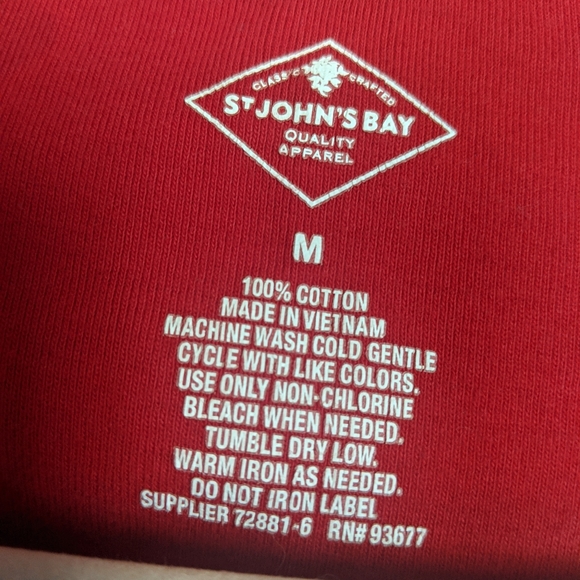 CLASSIC CRAFTED
ST JOHN'S BAY
QUALITY
APPAREL
M
100% COTTON
MADE IN VIETNAM
MACHINE WASH COLD GENTLE
CYCLE WITH LIKE COLORS.
USE ONLY NON-CHLORINE
BLEACH WHEN NEEDED.
TUMBLE DRY LOW.
WARM IRON AS NEEDED.
DO NOT IRON LABEL
SUPPLIER 72881-6 RN# 93677